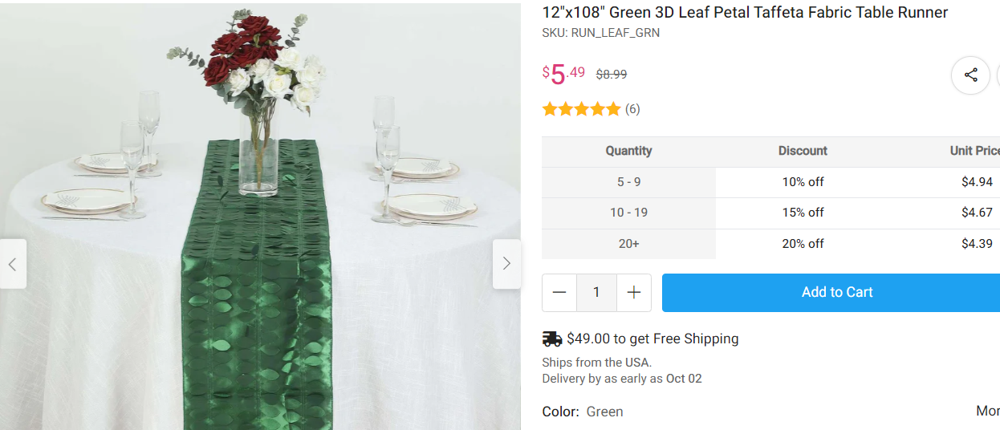 12"x108" Green 3D Leaf Petal Taffeta Fabric Table Runner
SKU: RUN_LEAF_GRN
$5.49 $8.99
(6)
Quantity Discount Unit Price
5 - 9 10% off $4.94
10 - 19 15% off $4.67
20+ 20% off $4.39
1 Add to Cart
$49.00 to get Free Shipping
Ships from the USA.
Delivery by as early as Oct 02
Color: Green Mor